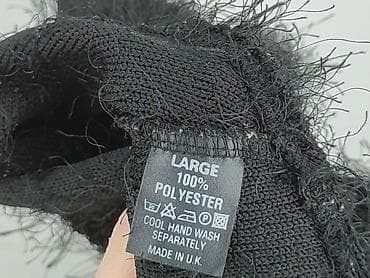 LARGE
100%
POLYESTER
COOL HAND WASH
SEPARATELY
MADE IN U.K.